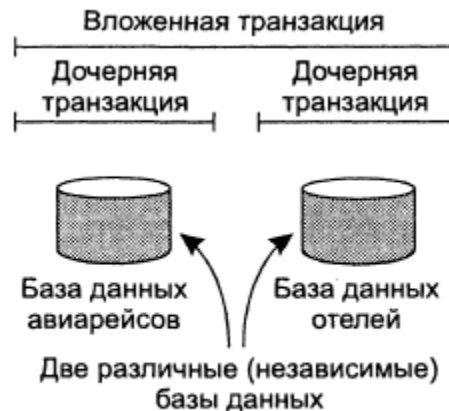 Вложенная транзакция
Дочерняя транзакция
Дочерняя транзакция
База данных авиарейсов
База данных отелей
Две различные (независимые)
базы данных